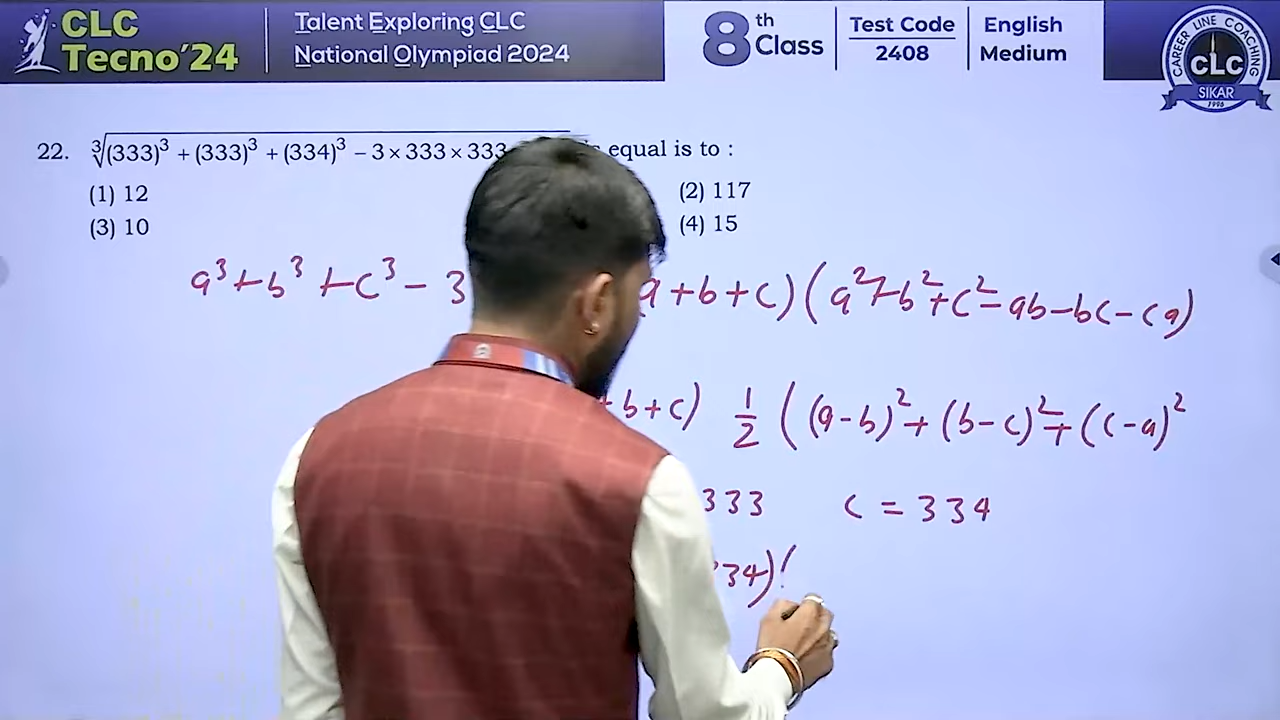 CLC
Tecno'24
Talent Exploring CLC
National Olympiad 2024
8th Class
Test Code
2408
English
Medium
CAREER LINE COACHING
CLC
SIKAR
1996
22. ∛(333)³ + (333)³ + (334)³ − 3 × 333 × 333 equal is to :
(1) 12
(2) 117
(3) 10
(4) 15
a³ + b³ + c³ − 3 a + b + c) (a² + b² + c² − ab − bc − ca)
+ b + c) 1/2 ((a − b)² + (b − c)² + (c − a)²
333 c = 334
34) (